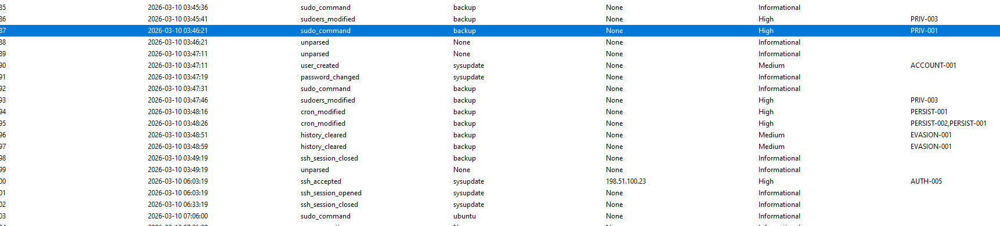 85 2026-03-10 03:45:36 sudo_command backup None Informational
86 2026-03-10 03:45:41 sudoers_modified backup None High PRIV-003
87 2026-03-10 03:46:21 sudo_command backup None High PRIV-001
88 2026-03-10 03:46:21 unparsed None None Informational
89 2026-03-10 03:47:11 unparsed None None Informational
90 2026-03-10 03:47:11 user_created sysupdate None Medium ACCOUNT-001
91 2026-03-10 03:47:19 password_changed sysupdate None Informational
92 2026-03-10 03:47:31 sudo_command backup None Informational
93 2026-03-10 03:47:46 sudoers_modified backup None High PRIV-003
94 2026-03-10 03:48:16 cron_modified backup None High PERSIST-001
95 2026-03-10 03:48:26 cron_modified backup None High PERSIST-002,PERSIST-001
96 2026-03-10 03:48:51 history_cleared backup None Medium EVASION-001
97 2026-03-10 03:48:59 history_cleared backup None Medium EVASION-001
98 2026-03-10 03:49:19 ssh_session_closed backup None Informational
99 2026-03-10 03:49:19 unparsed None None Informational
00 2026-03-10 06:03:19 ssh_accepted sysupdate 198.51.100.23 High AUTH-005
01 2026-03-10 06:03:19 ssh_session_opened sysupdate None Informational
02 2026-03-10 06:33:19 ssh_session_closed sysupdate None Informational
03 2026-03-10 07:06:00 sudo_command ubuntu None Informational